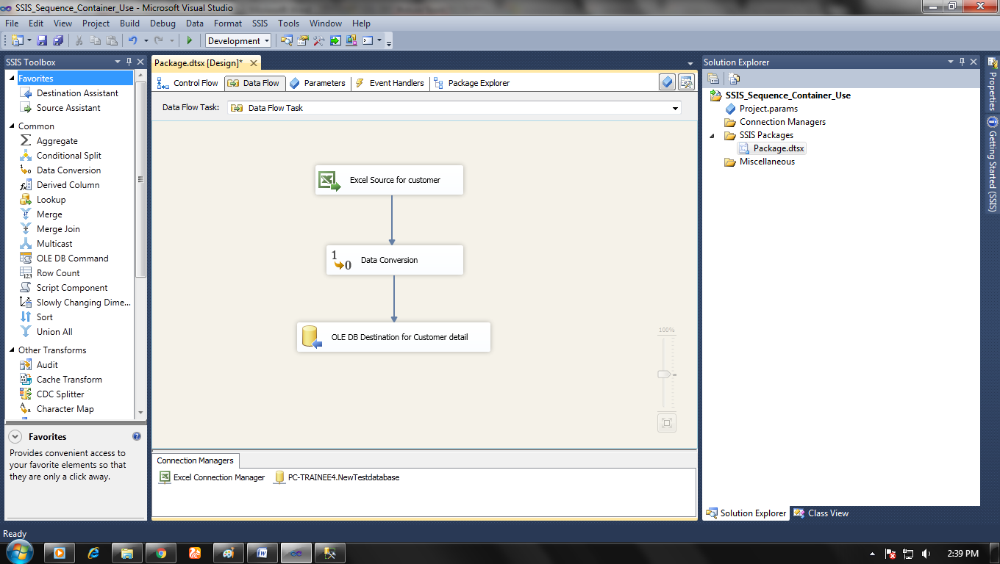 SSIS_Sequence_Container_Use - Microsoft Visual Studio
File Edit View Project Build Debug Data Format SSIS Tools Window Help
Development
SSIS Toolbox
Favorites
Destination Assistant
Source Assistant
Common
Aggregate
Conditional Split
Data Conversion
Derived Column
Lookup
Merge
Merge Join
Multicast
OLE DB Command
Row Count
Script Component
Slowly Changing Dime...
Sort
Union All
Other Transforms
Audit
Cache Transform
CDC Splitter
Character Map
Favorites
Provides convenient access to
your favorite elements so that
they are only a click away.
Package.dtsx [Design]*
Control Flow Data Flow Parameters Event Handlers Package Explorer
Data Flow Task: Data Flow Task
Excel Source for customer
1 0 Data Conversion
OLE DB Destination for Customer detail
100%
Connection Managers
Excel Connection Manager PC-TRAINEE4.NewTestdatabase
Solution Explorer
SSIS_Sequence_Container_Use
Project.params
Connection Managers
SSIS Packages
Package.dtsx
Miscellaneous
Solution Explorer Class View
Properties
Getting Started (SSIS)
Ready
2:39 PM